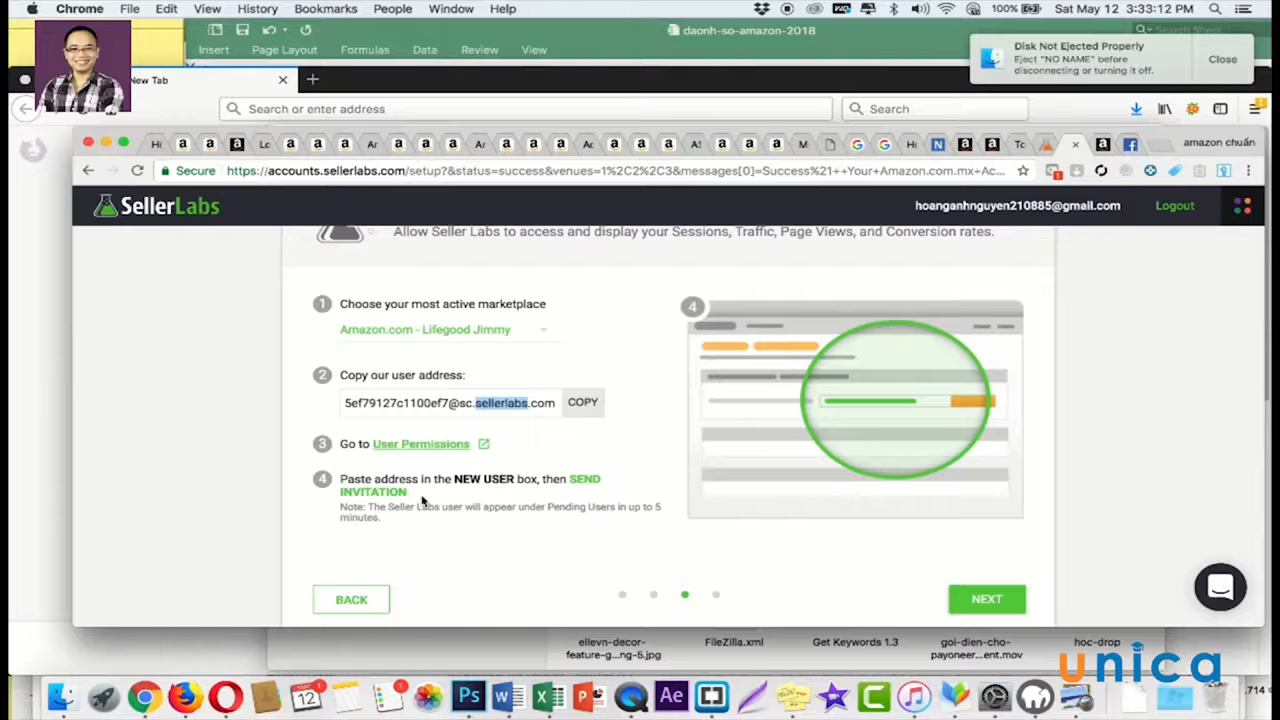 Chrome File Edit View History Bookmarks People Window Help
100% Sat May 12 3:33:12 PM
daonh-so-amazon-2018
Insert Page Layout Formulas Data Review View
Disk Not Ejected Properly
Eject "NO NAME" before
disconnecting or turning it off.
Close
New Tab
Search or enter address
Search
amazon chuẩn
Secure https://accounts.sellerlabs.com/setup?&status=success&venues=1%2C2%2C3&messages[0]=Success%21++Your+Amazon.com.mx+Ac...
SellerLabs
hoanganhnguyen210885@gmail.com Logout
Allow Seller Labs to access and display your Sessions, Traffic, Page Views, and Conversion rates.
1 Choose your most active marketplace
Amazon.com - Lifegood Jimmy
2 Copy our user address:
5ef79127c1100ef7@sc.sellerlabs.com COPY
3 Go to User Permissions
4 Paste address in the NEW USER box, then SEND
INVITATION
Note: The Seller Labs user will appear under Pending Users in up to 5
minutes.
4
BACK
NEXT
ellevn-decor-
feature-g...ng-5.jpg
FileZilla.xml
Get Keywords 1.3
goi-dien-cho-
payoneer...ent.mov
hoc-drop
unica